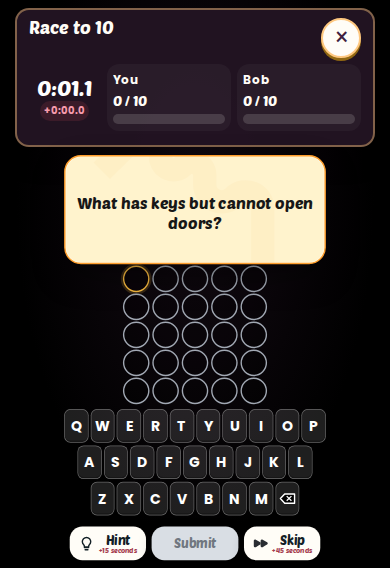 Race to 10
×
0:01.1
+0:00.0
You
0 / 10
Bob
0 / 10
What has keys but cannot open
doors?
Q W E R T Y U I O P
A S D F G H J K L
Z X C V B N M
Hint
+15 seconds
Submit
Skip
+45 seconds